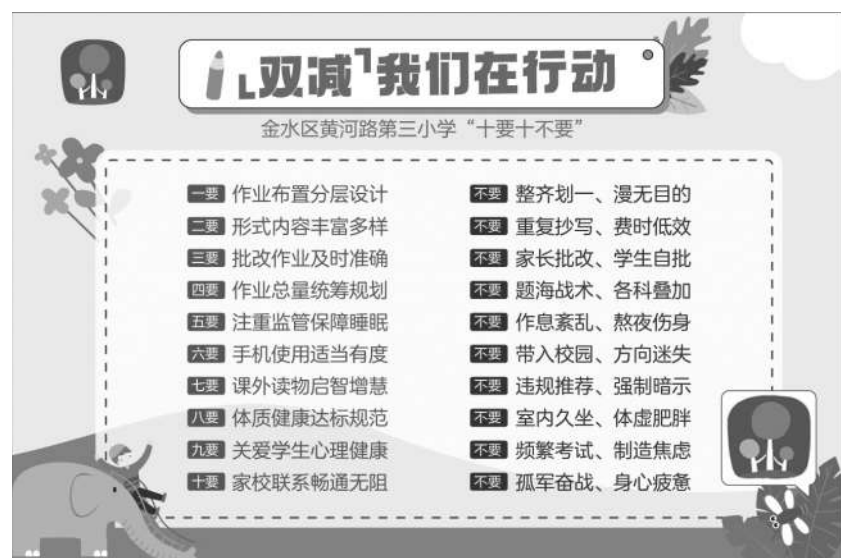 「双减」我们在行动
金水区黄河路第三小学“十要十不要”
一要 作业布置分层设计 不要 整齐划一、漫无目的
二要 形式内容丰富多样 不要 重复抄写、费时低效
三要 批改作业及时准确 不要 家长批改、学生自批
四要 作业总量统筹规划 不要 题海战术、各科叠加
五要 注重监管保障睡眠 不要 作息紊乱、熬夜伤身
六要 手机使用适当有度 不要 带入校园、方向迷失
七要 课外读物启智增慧 不要 违规推荐、强制暗示
八要 体质健康达标规范 不要 室内久坐、体虚肥胖
九要 关爱学生心理健康 不要 频繁考试、制造焦虑
十要 家校联系畅通无阻 不要 孤军奋战、身心疲惫